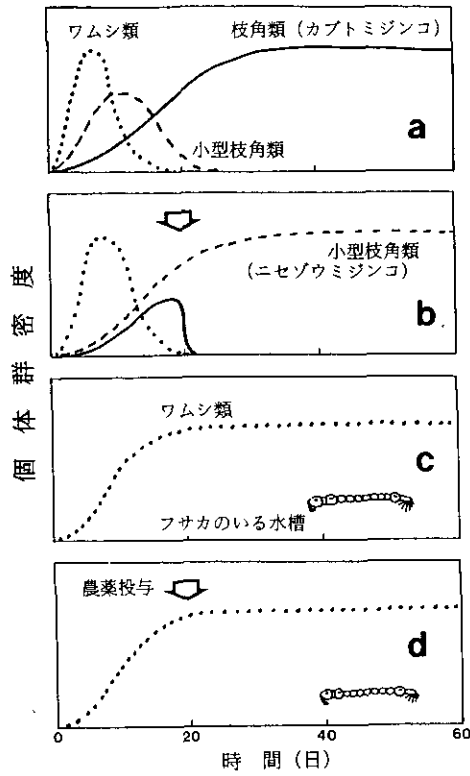 ワムシ類
枝角類(カブトミジンコ)
小型枝角類
a
小型枝角類
(ニセゾウミジンコ)
b
ワムシ類
c
フサカのいる水槽
農薬投与
d
個体群密度
0 20 40 60
時間(日)